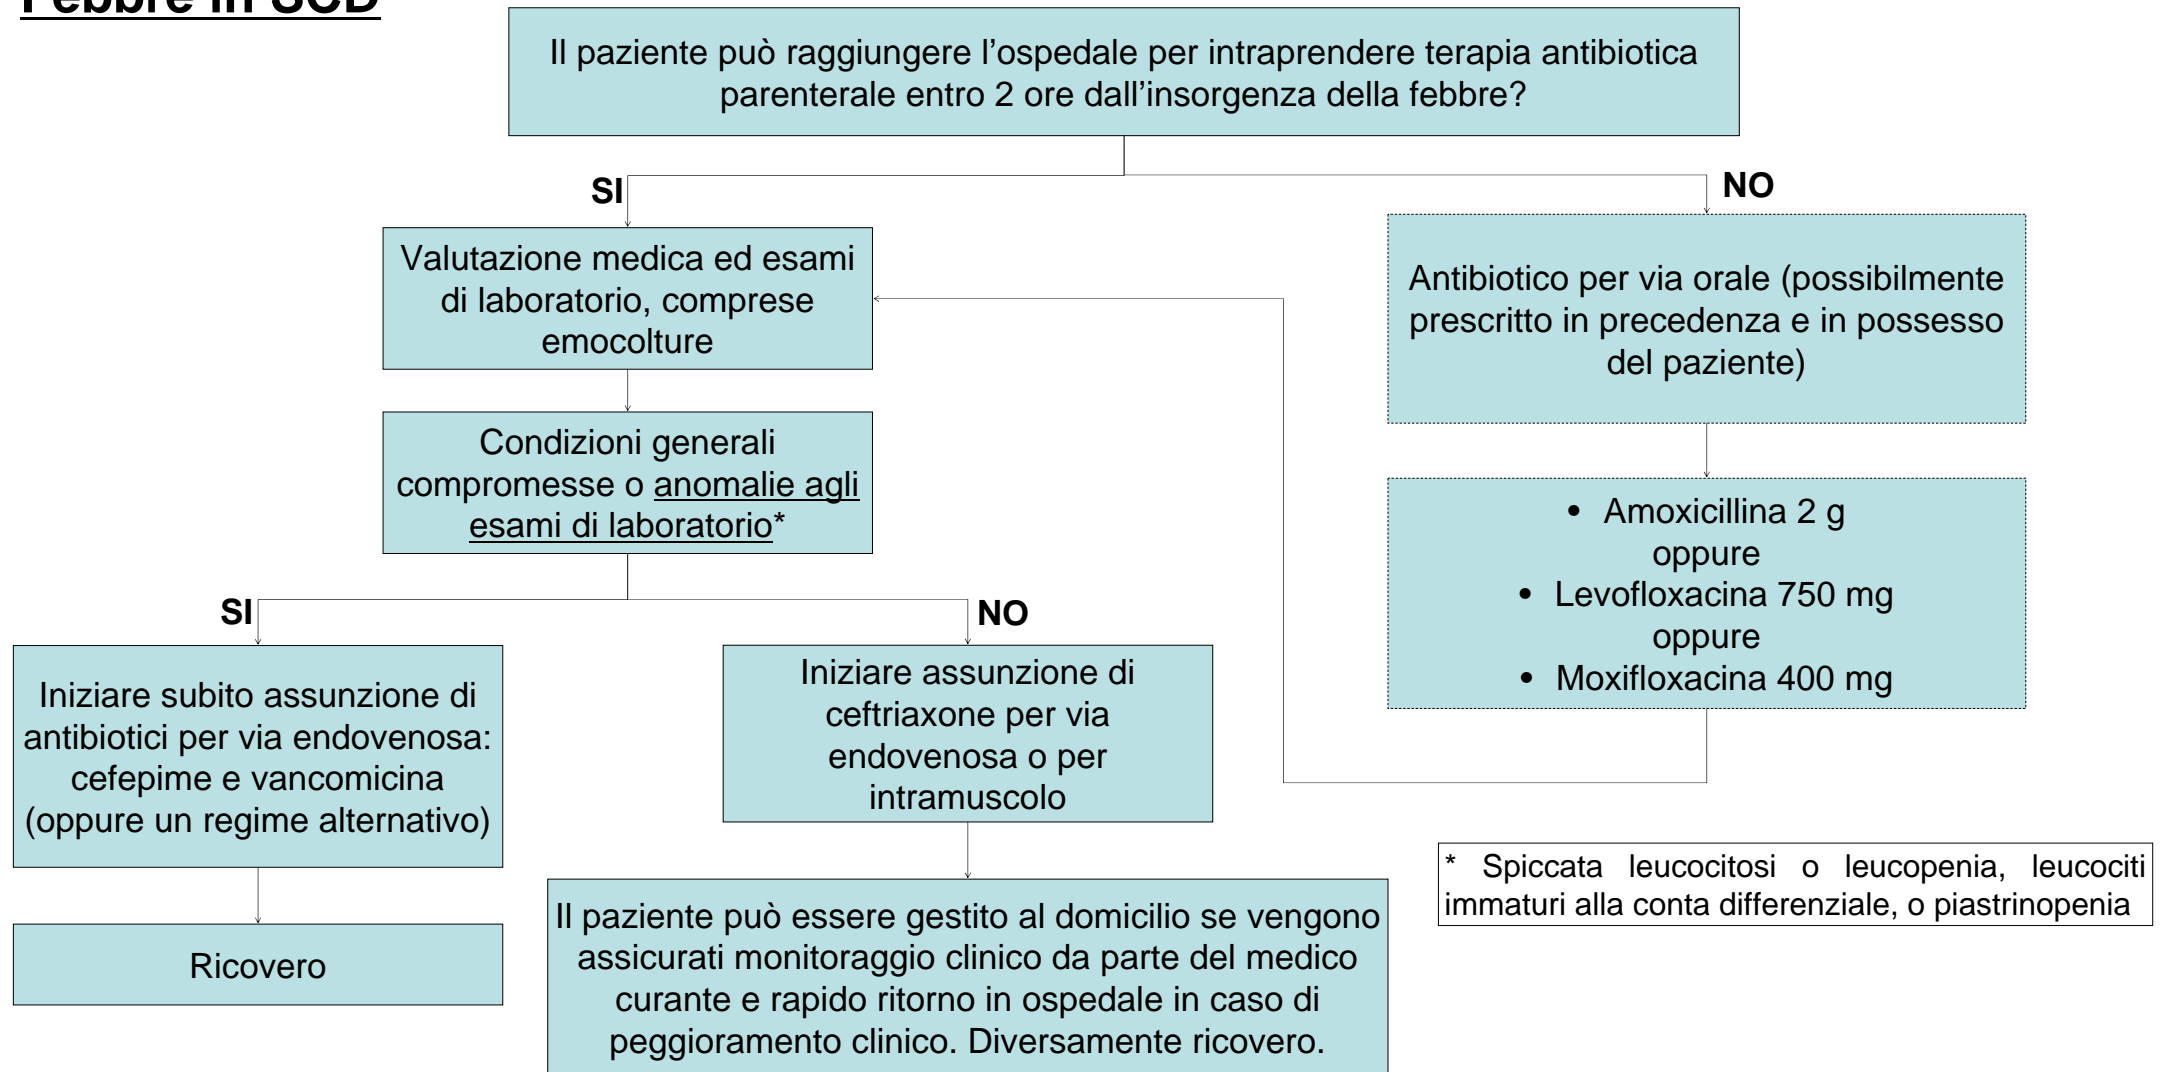 Febbre in SCD
Il paziente può raggiungere l’ospedale per intraprendere terapia antibiotica
parenterale entro 2 ore dall’insorgenza della febbre?
SI
NO
Valutazione medica ed esami
di laboratorio, comprese
emocolture
Antibiotico per via orale (possibilmente
prescritto in precedenza e in possesso
del paziente)
Condizioni generali
compromesse o anomalie agli
esami di laboratorio*
• Amoxicillina 2 g
oppure
• Levofloxacina 750 mg
oppure
• Moxifloxacina 400 mg
SI
NO
Iniziare subito assunzione di
antibiotici per via endovenosa:
cefepime e vancomicina
(oppure un regime alternativo)
Iniziare assunzione di
ceftriaxone per via
endovenosa o per
intramuscolo
Ricovero
Il paziente può essere gestito al domicilio se vengono
assicurati monitoraggio clinico da parte del medico
curante e rapido ritorno in ospedale in caso di
peggioramento clinico. Diversamente ricovero.
* Spiccata leucocitosi o leucopenia, leucociti
immaturi alla conta differenziale, o piastrinopenia